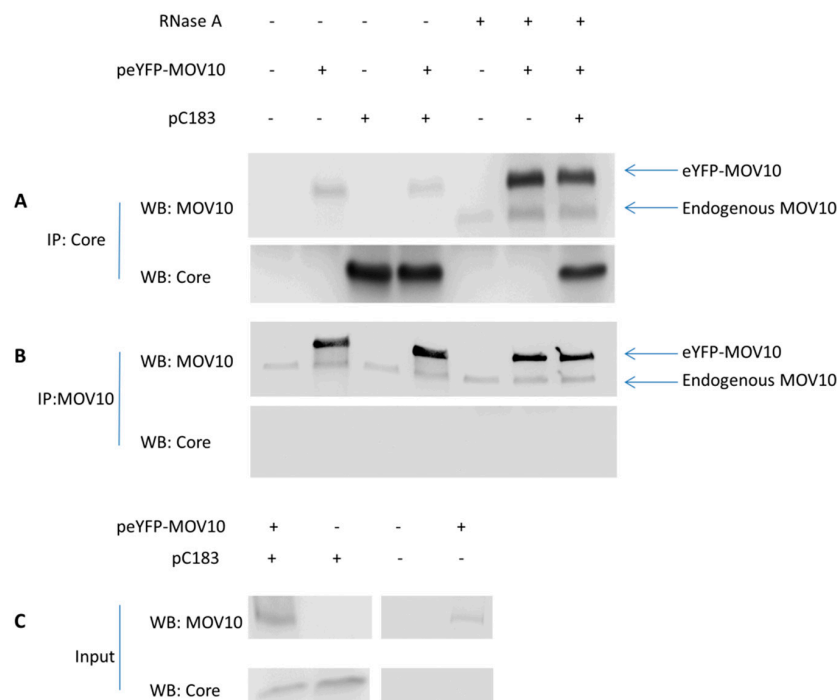 RNase A - - - - + + +
peYFP-MOV10 - + - + - + +
pC183 - - + + - - +
eYFP-MOV10
A
WB: MOV10
Endogenous MOV10
IP: Core
WB: Core
B
WB: MOV10
eYFP-MOV10
Endogenous MOV10
IP:MOV10
WB: Core
peYFP-MOV10 + - - +
pC183 + + - -
C
WB: MOV10
Input
WB: Core